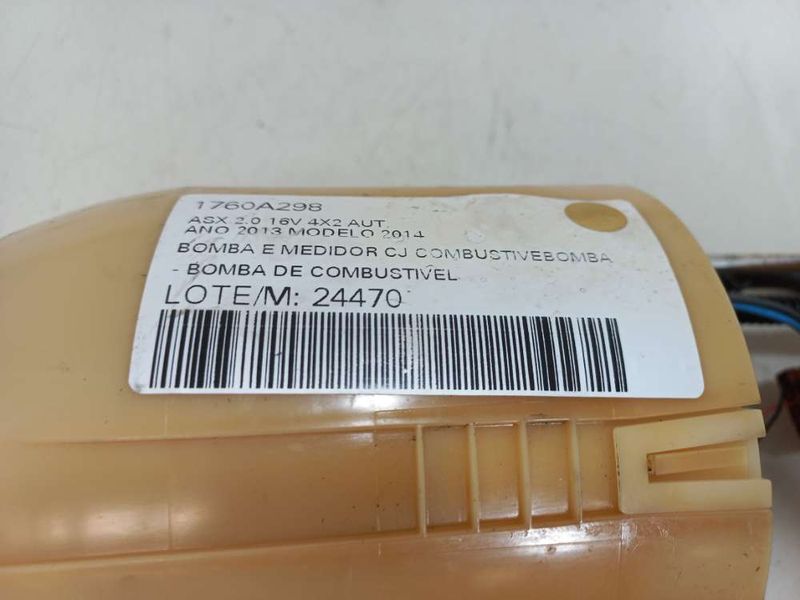 1760A298
ASX 2.0 16V 4X2 AUT
ANO 2013 MODELO 2014
BOMBA E MEDIDOR CJ COMBUSTIVEBOMBA
- BOMBA DE COMBUSTIVEL
LOTE/M: 24470